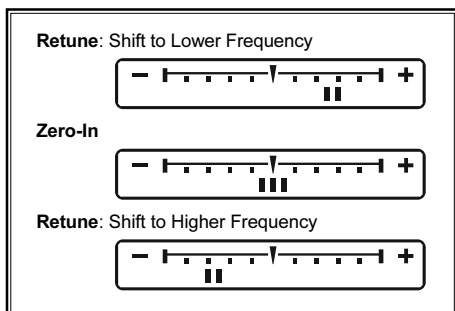 Retune: Shift to Lower Frequency
− +
Zero-In
− +
Retune: Shift to Higher Frequency
− +